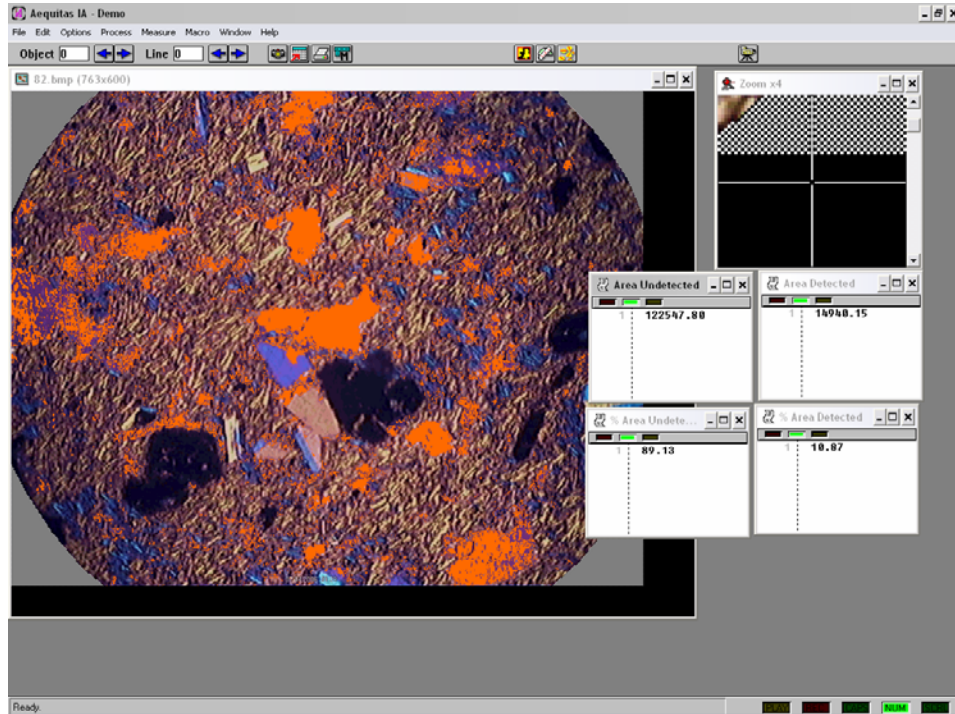 Aequitas IA - Demo
File Edit Options Process Measure Macro Window Help
Object 0 Line 0
82.bmp (763x600)
Zoom x4
Area Undetected
1 122547.80
Area Detected
1 14940.15
% Area Undete...
1 89.13
% Area Detected
1 10.87
Ready.
NUM